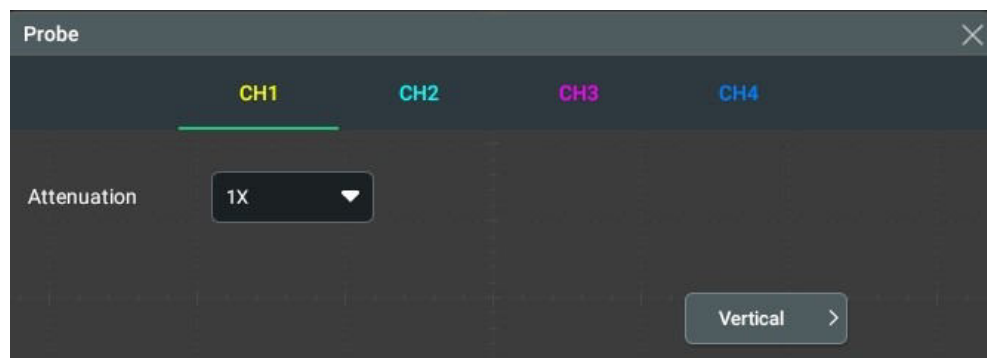 Probe
CH1 CH2 CH3 CH4
Attenuation 1X
Vertical